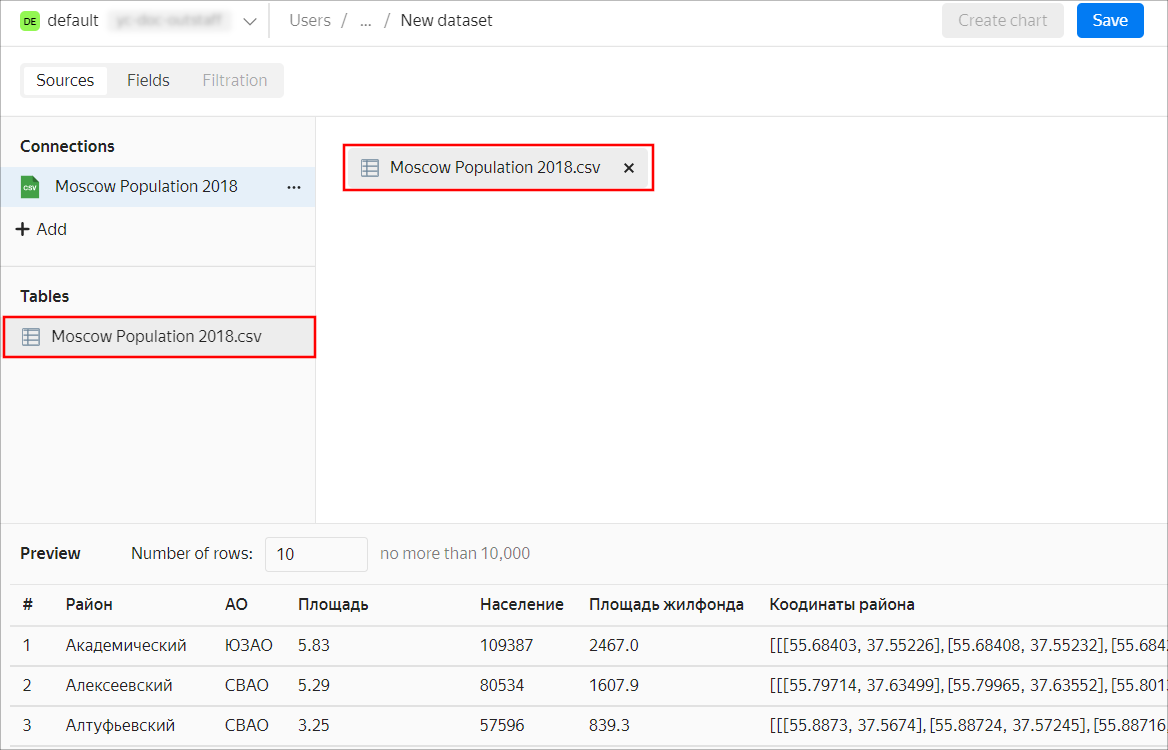 DE default Users / ... / New dataset Create chart Save
Sources Fields Filtration
Connections
CSV Moscow Population 2018 ...
+ Add
Moscow Population 2018.csv ×
Tables
Moscow Population 2018.csv
Preview Number of rows: 10 no more than 10,000
# Район АО Площадь Население Площадь жилфонда Коодинаты района
1 Академический ЮЗАО 5.83 109387 2467.0 [[[55.68403, 37.55226], [55.68408, 37.55232], [55.684
2 Алексеевский СВАО 5.29 80534 1607.9 [[[55.79714, 37.63499], [55.79965, 37.63552], [55.801
3 Алтуфьевский СВАО 3.25 57596 839.3 [[[55.8873, 37.5674], [55.88724, 37.57245], [55.88716,